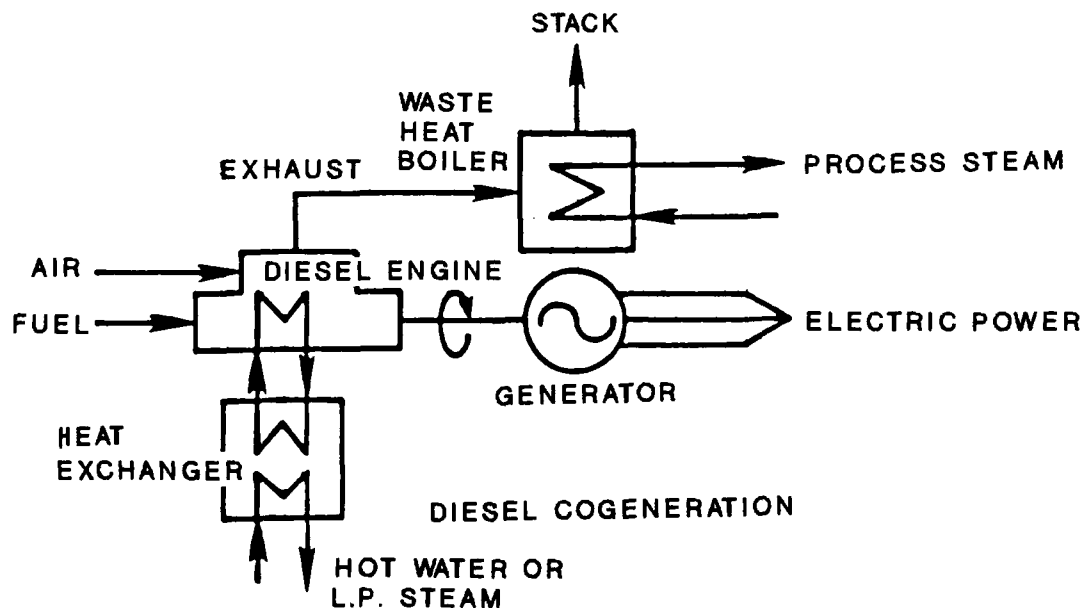 STACK
WASTE
HEAT
BOILER
EXHAUST
PROCESS STEAM
AIR
DIESEL ENGINE
FUEL
ELECTRIC POWER
GENERATOR
HEAT
EXCHANGER
DIESEL COGENERATION
HOT WATER OR
L.P. STEAM